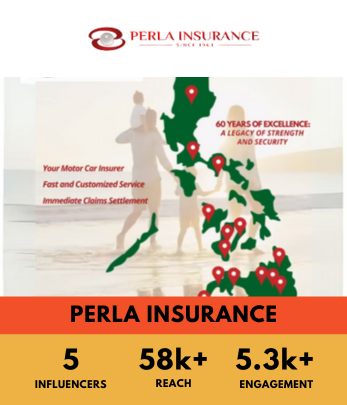 PERLA INSURANCE
SINCE 1963
60 YEARS OF EXCELLENCE:
A LEGACY OF STRENGTH
AND SECURITY
Your Motor Car Insurer
Fast and Customized Service
Immediate Claims Settlement
PERLA INSURANCE
5 58k+ 5.3k+
INFLUENCERS REACH ENGAGEMENT